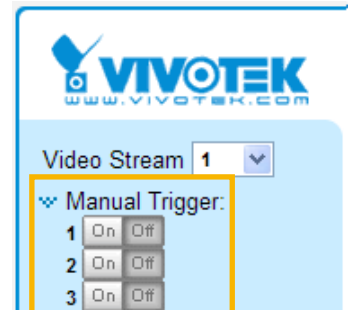 VIVOTEK
www.vivotek.com
Video Stream 1
Manual Trigger:
1 On Off
2 On Off
3 On Off